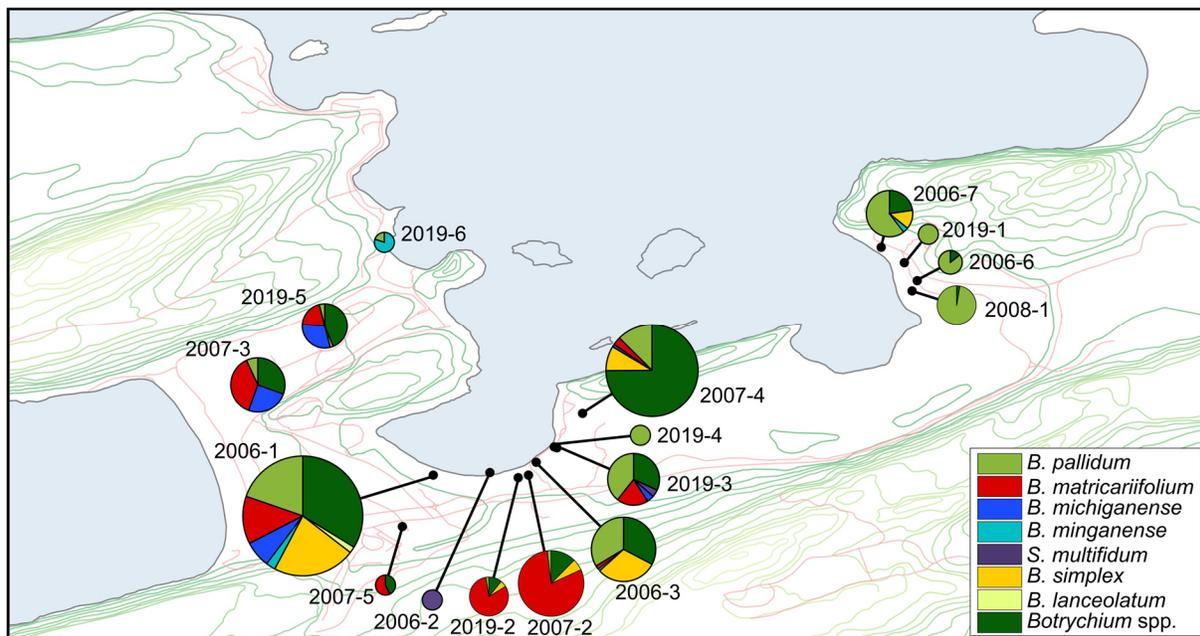 2006-7
2019-1
2019-6
2006-6
2019-5
2008-1
2007-3
2007-4
2019-4
2006-1
2019-3
2006-3
2007-5
2006-2
2019-2
2007-2
B. pallidum
B. matricariifolium
B. michiganense
B. minganense
S. multifidum
B. simplex
B. lanceolatum
Botrychium spp.